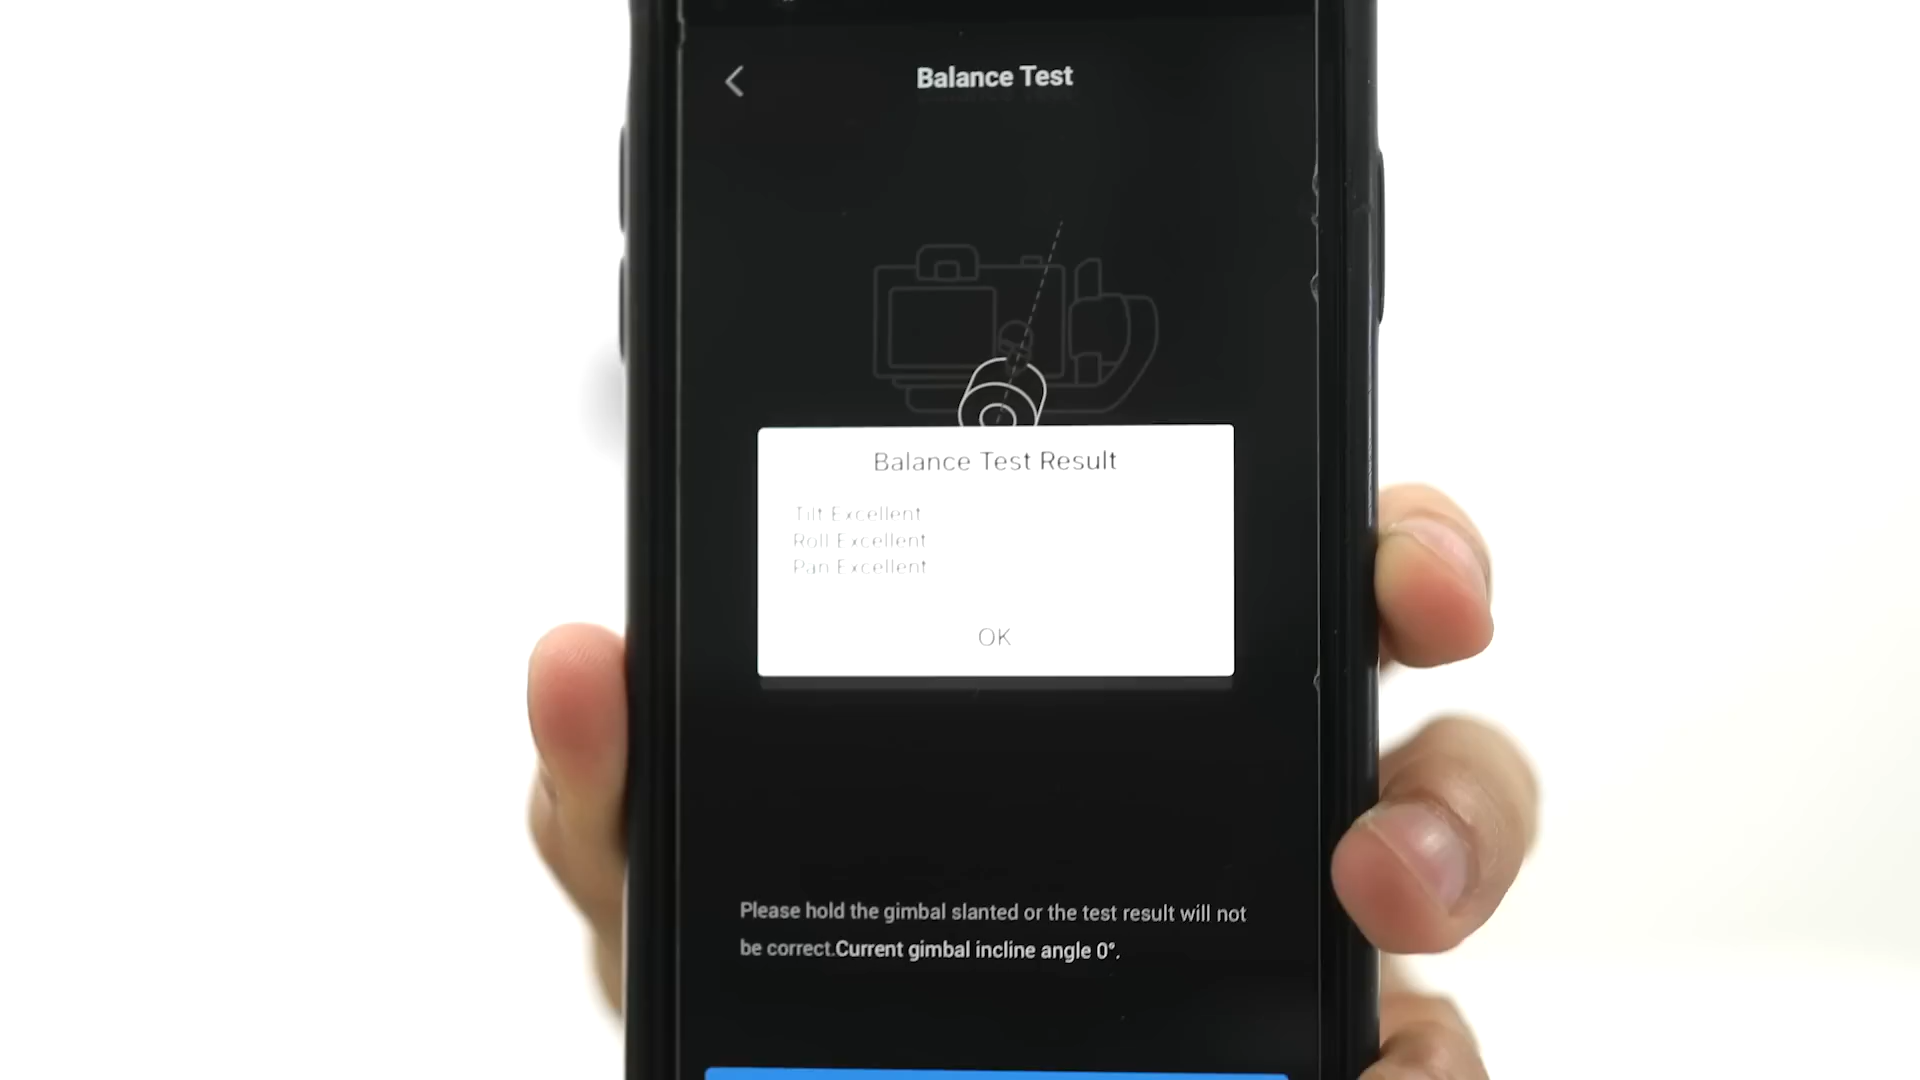 Balance Test
Balance Test Result
Tilt Excellent
Roll Excellent
Pan Excellent
OK
Please hold the gimbal slanted or the test result will not
be correct.Current gimbal incline angle 0°.